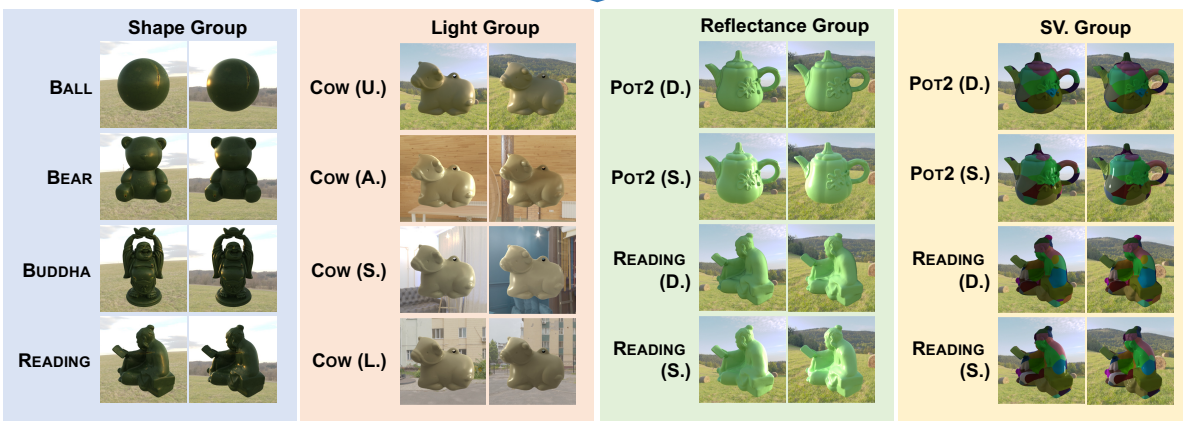 Shape Group
BALL
BEAR
BUDDHA
READING
Light Group
COW (U.)
COW (A.)
COW (S.)
COW (L.)
Reflectance Group
POT2 (D.)
POT2 (S.)
READING
(D.)
READING
(S.)
SV. Group
POT2 (D.)
POT2 (S.)
READING
(D.)
READING
(S.)